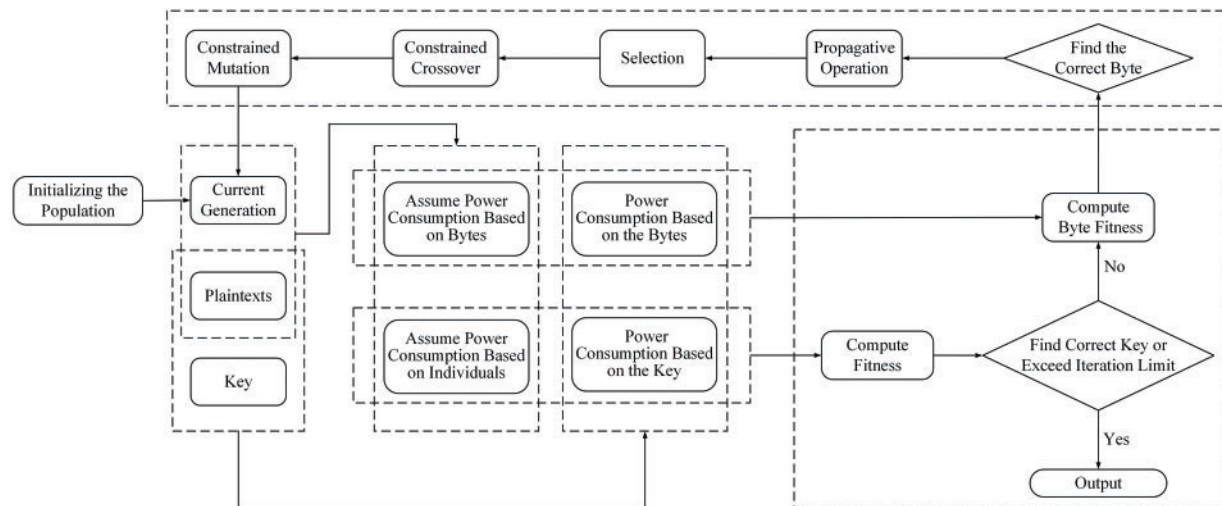 Constrained
Mutation
Constrained
Crossover
Selection
Propagative
Operation
Find the
Correct Byte
Initializing the
Population
Current
Generation
Plaintexts
Key
Assume Power
Consumption Based
on Bytes
Power
Consumption Based
on the Bytes
Assume Power
Consumption Based
on Individuals
Power
Consumption Based
on the Key
Compute
Byte Fitness
No
Compute
Fitness
Find Correct Key or
Exceed Iteration Limit
Yes
Output